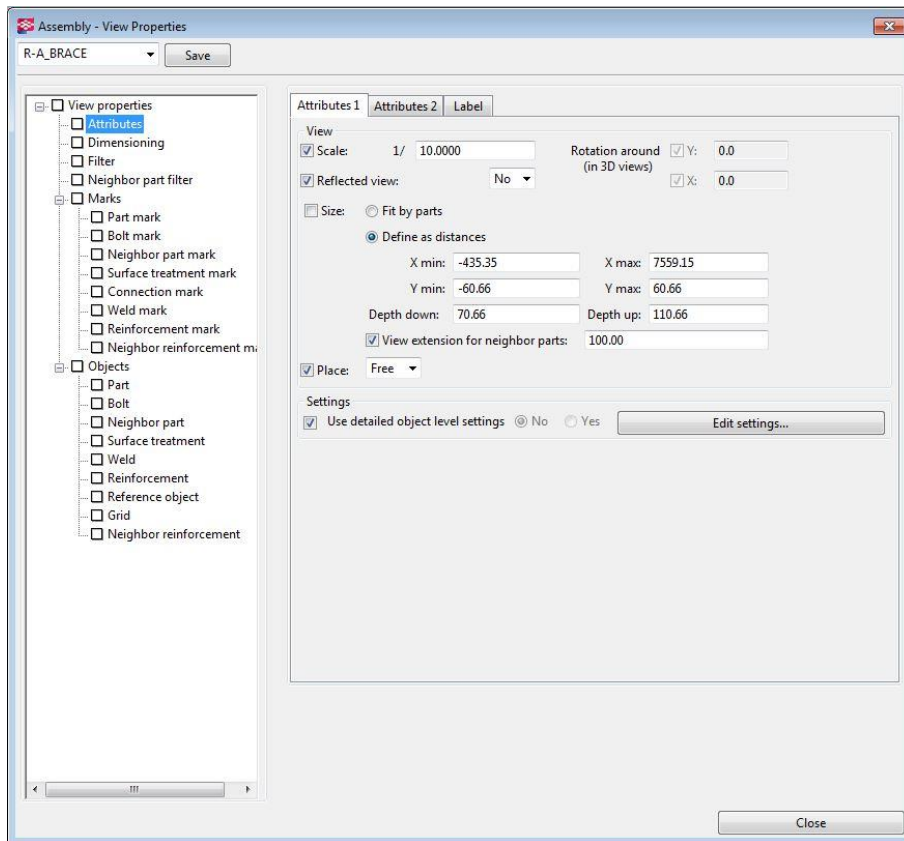 Assembly - View Properties
R-A_BRACE
Save
View properties
Attributes
Dimensioning
Filter
Neighbor part filter
Marks
Part mark
Bolt mark
Neighbor part mark
Surface treatment mark
Connection mark
Weld mark
Reinforcement mark
Neighbor reinforcement ma
Objects
Part
Bolt
Neighbor part
Surface treatment
Weld
Reinforcement
Reference object
Grid
Neighbor reinforcement
Attributes 1 Attributes 2 Label
View
Scale: 1/ 10.0000 Rotation around Y: 0.0
(in 3D views)
Reflected view: No X: 0.0
Size: Fit by parts
Define as distances
X min: -435.35 X max: 7559.15
Y min: -60.66 Y max: 60.66
Depth down: 70.66 Depth up: 110.66
View extension for neighbor parts: 100.00
Place: Free
Settings
Use detailed object level settings No Yes Edit settings...
Close